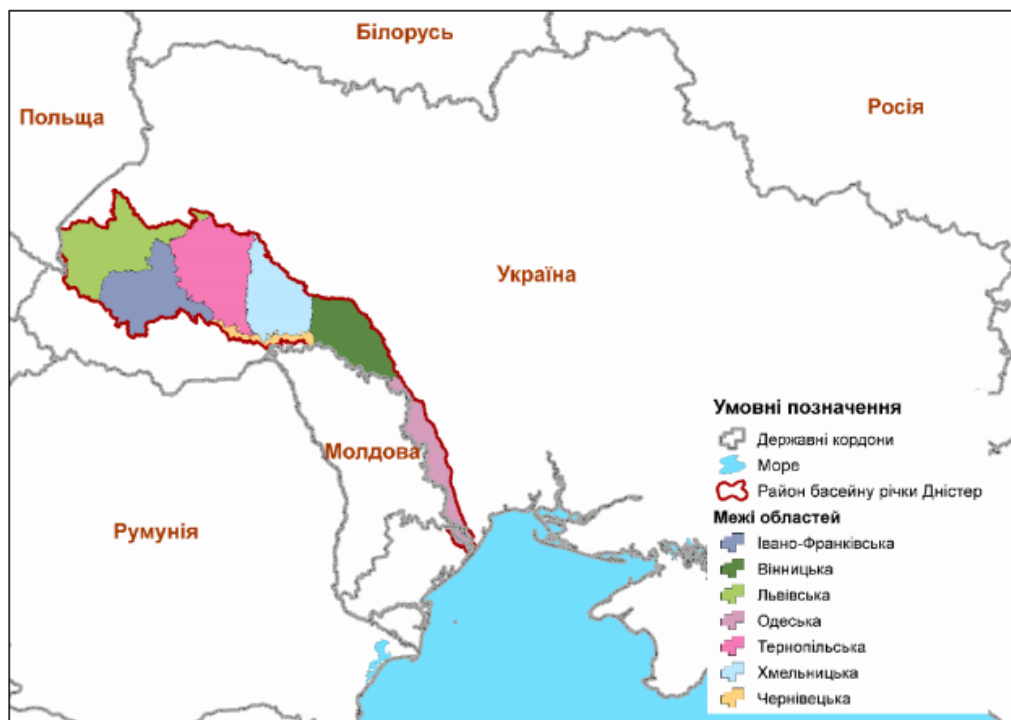 Білорусь
Польща
Росія
Україна
Молдова
Румунія
Умовні позначення
Державні кордони
Море
Район басейну річки Дністер
Межі областей
Івано-Франківська
Вінницька
Львівська
Одеська
Тернопільська
Хмельницька
Чернівецька